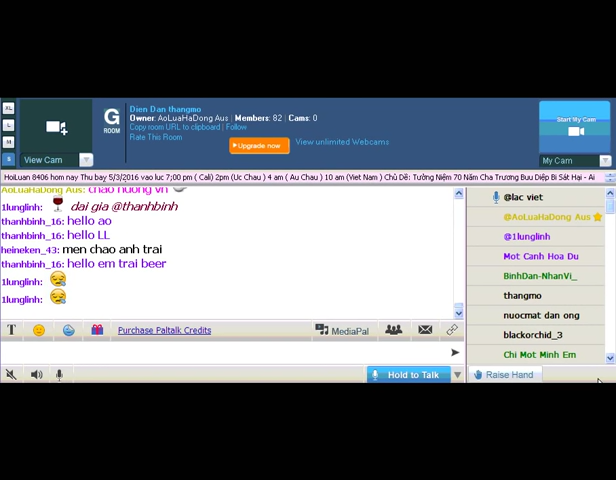 XL
L
M
S
View Cam
G
ROOM
Dien Dan thangmo
Owner: AoLuaHaDong Aus | Members: 82 | Cams: 0
Copy room URL to clipboard | Follow
Rate This Room
Upgrade now
View unlimited Webcams
Start My Cam
My Cam
HoiLuan 8406 hom nay Thu bay 5/3/2016 vao luc 7;00 pm ( Cali) 2pm (Uc Chau ) 4 am ( Au Chau ) 10 am (Viet Nam ) Chủ Đề: Tường Niệm 70 Năm Cha Trương Buu Diệp Bi Sát Hại - Ai
AoLuaHaDong Aus: chao huong vn
1lunglinh: dai gia @thanhbinh
thanhbinh_16: hello ao
thanhbinh_16: hello LL
heineken_43: men chao anh trai
thanhbinh_16: hello em trai beer
1lunglinh:
1lunglinh:
@lac viet
@AoLuaHaDong Aus
@1lunglinh
Mot Canh Hoa Du
BinhDan-NhanVi_
thangmo
nuocmat dan ong
blackorchid_3
Chi Mot Minh Em
T
Purchase Paltalk Credits
MediaPal
Hold to Talk
Raise Hand